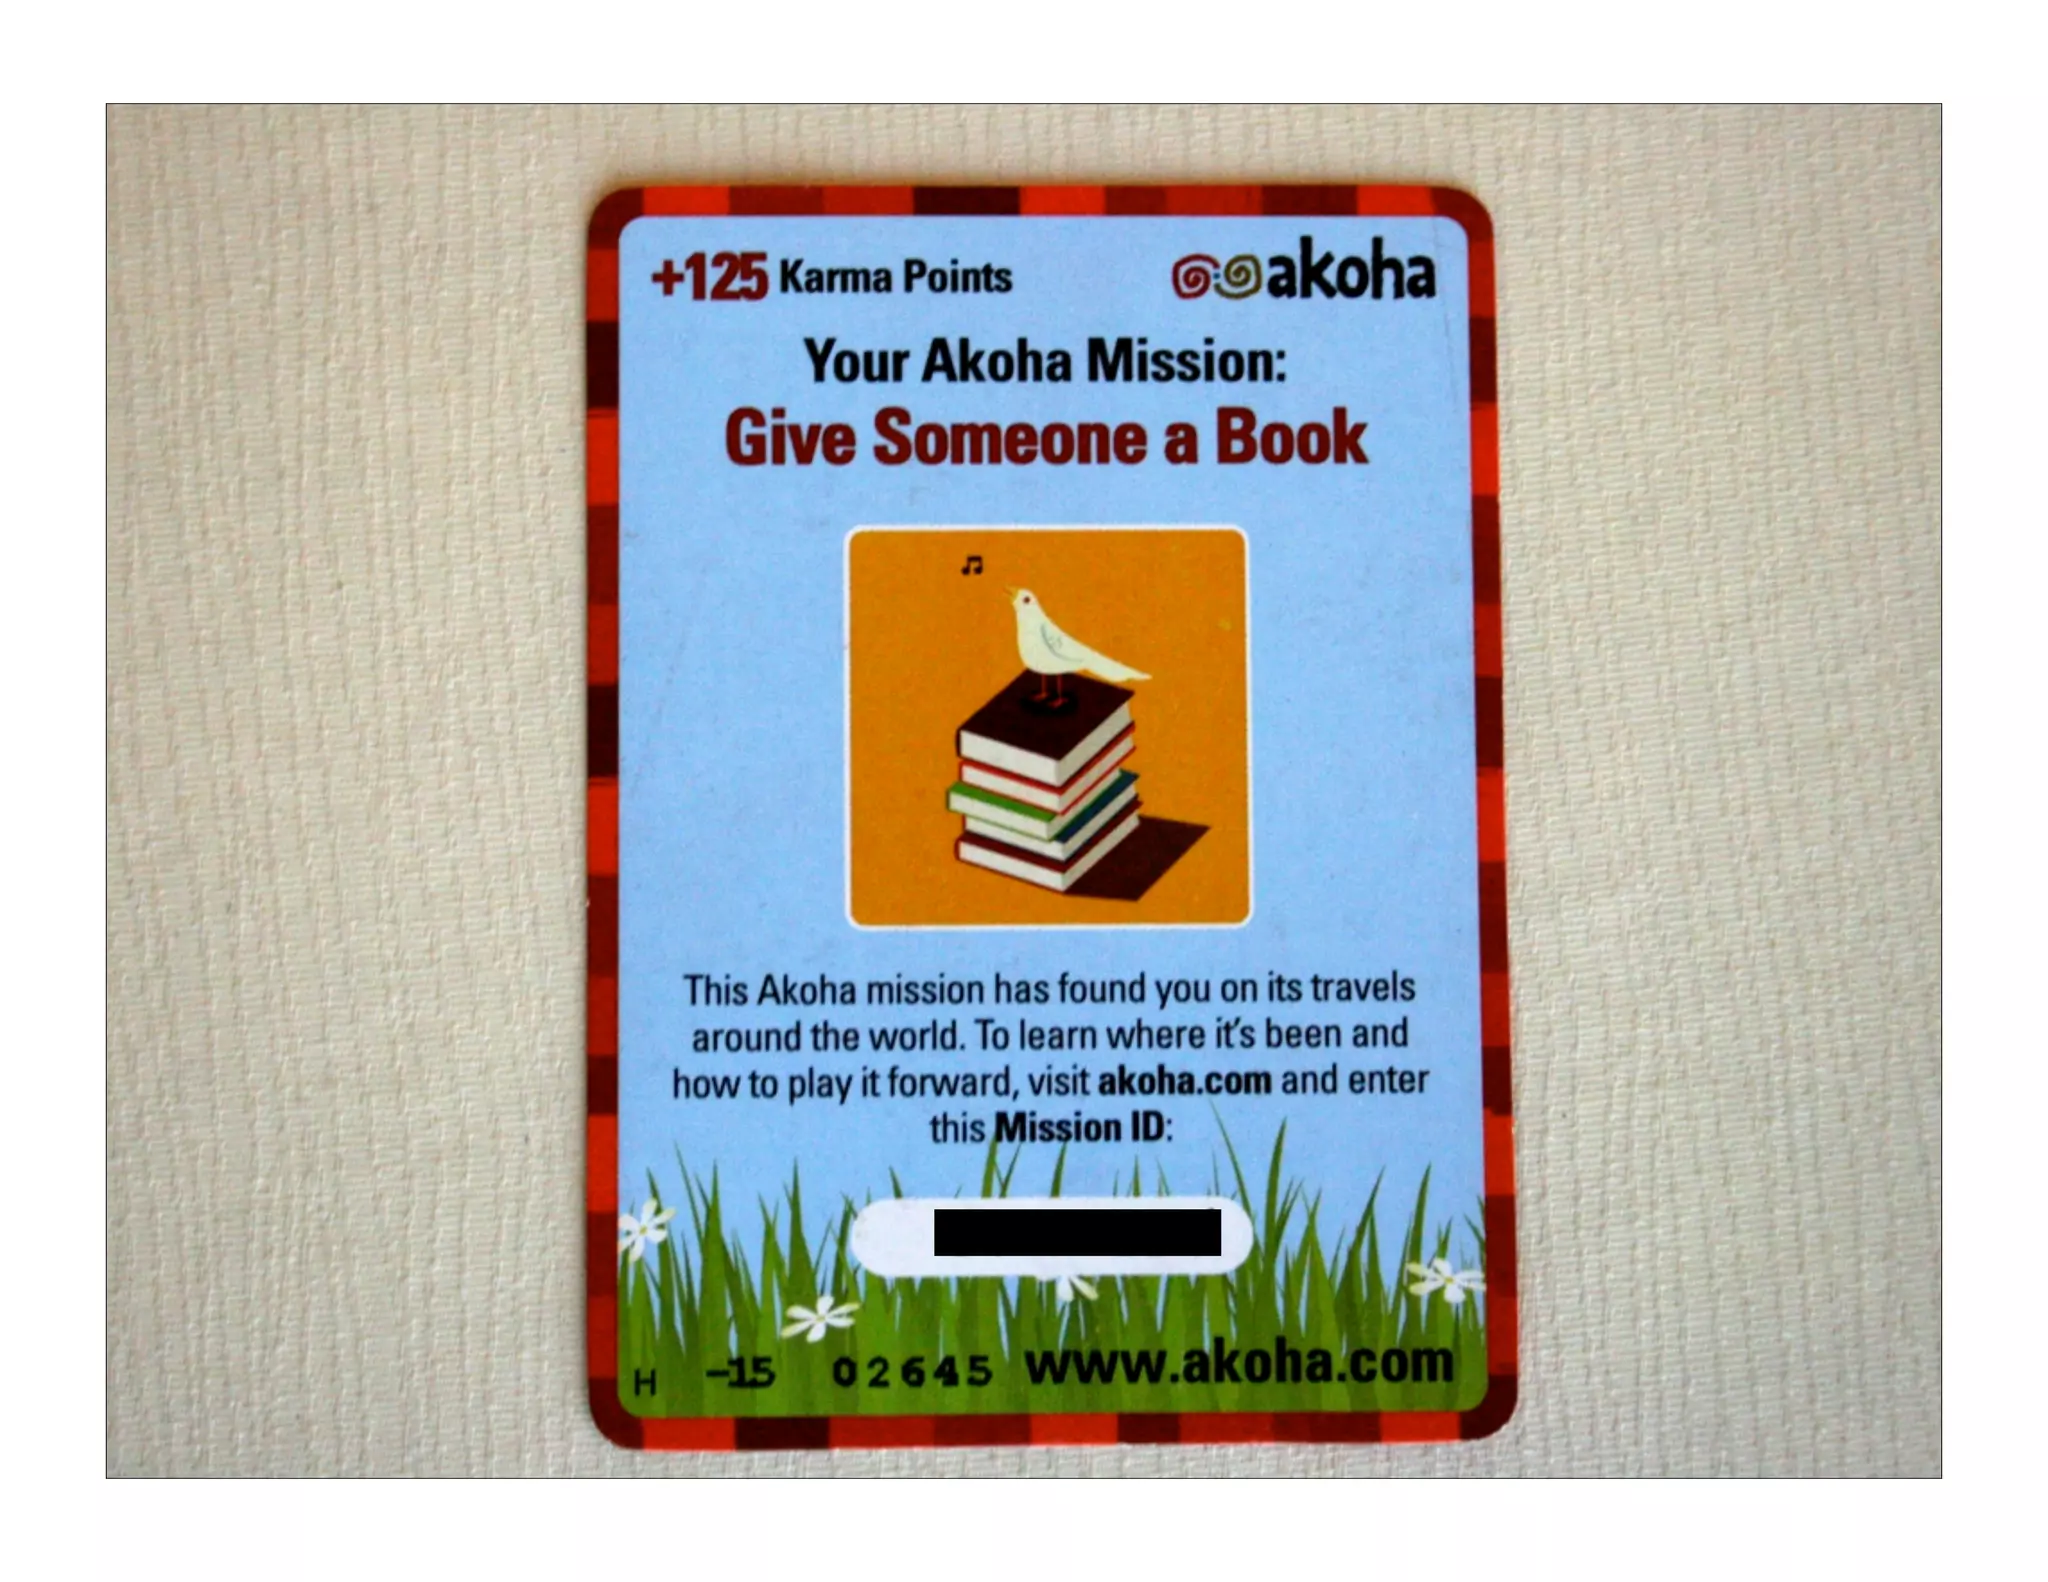 +125 Karma Points
akoha
Your Akoha Mission:
Give Someone a Book
This Akoha mission has found you on its travels
around the world. To learn where it's been and
how to play it forward, visit akoha.com and enter
this Mission ID:
H -15 02645 www.akoha.com